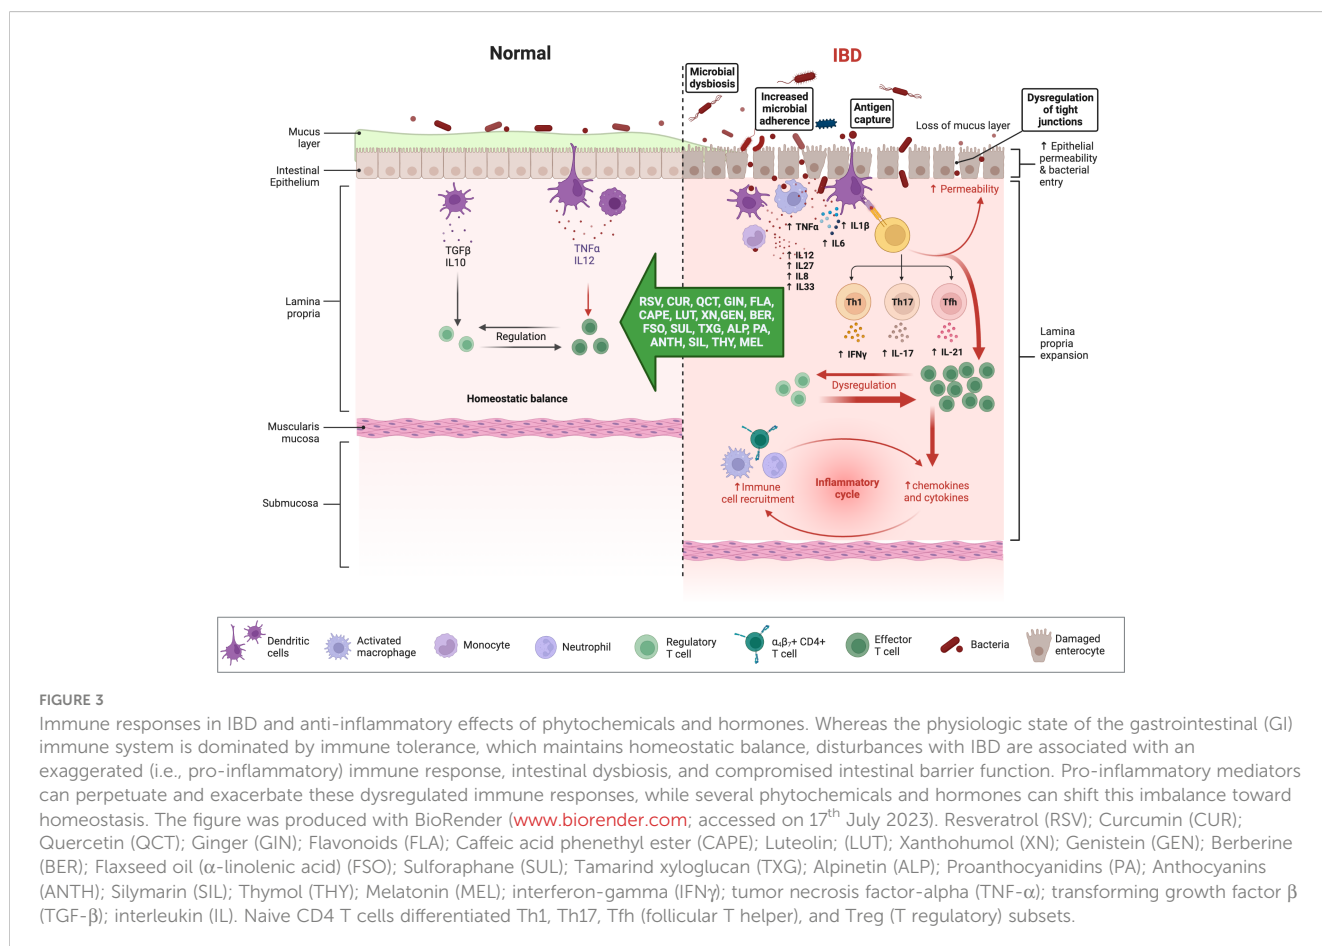 Normal
IBD
Microbial
dysbiosis
Increased
microbial
adherence
Antigen
capture
Dysregulation
of tight
junctions
Loss of mucus layer
Mucus
layer
Intestinal
Epithelium
↑ Epithelial
permeability
& bacterial
entry
↑ Permeability
TGFβ
IL10
TNFα
IL12
↑ TNFα
↑ IL1β
↑ IL6
↑ IL12
↑ IL27
↑ IL8
↑ IL33
Lamina
propria
RSV, CUR, QCT, GIN, FLA,
CAPE, LUT, XN,GEN, BER,
FSO, SUL, TXG, ALP, PA,
ANTH, SIL, THY, MEL
Th1
Th17
Tfh
↑ IFNγ
↑ IL-17
↑ IL-21
Regulation
Dysregulation
Lamina
propria
expansion
Homeostatic balance
Muscularis
mucosa
Submucosa
↑Immune
cell recruitment
Inflammatory
cycle
↑chemokines
and cytokines
Dendritic
cells
Activated
macrophage
Monocyte
Neutrophil
Regulatory
T cell
α₄β₇+ CD4+
T cell
Effector
T cell
Bacteria
Damaged
enterocyte
FIGURE 3
Immune responses in IBD and anti-inflammatory effects of phytochemicals and hormones. Whereas the physiologic state of the gastrointestinal (GI)
immune system is dominated by immune tolerance, which maintains homeostatic balance, disturbances with IBD are associated with an
exaggerated (i.e., pro-inflammatory) immune response, intestinal dysbiosis, and compromised intestinal barrier function. Pro-inflammatory mediators
can perpetuate and exacerbate these dysregulated immune responses, while several phytochemicals and hormones can shift this imbalance toward
homeostasis. The figure was produced with BioRender (www.biorender.com; accessed on 17th July 2023). Resveratrol (RSV); Curcumin (CUR);
Quercetin (QCT); Ginger (GIN); Flavonoids (FLA); Caffeic acid phenethyl ester (CAPE); Luteolin; (LUT); Xanthohumol (XN); Genistein (GEN); Berberine
(BER); Flaxseed oil (α-linolenic acid) (FSO); Sulforaphane (SUL); Tamarind xyloglucan (TXG); Alpinetin (ALP); Proanthocyanidins (PA); Anthocyanins
(ANTH); Silymarin (SIL); Thymol (THY); Melatonin (MEL); interferon-gamma (IFNγ); tumor necrosis factor-alpha (TNF-α); transforming growth factor β
(TGF-β); interleukin (IL). Naive CD4 T cells differentiated Th1, Th17, Tfh (follicular T helper), and Treg (T regulatory) subsets.